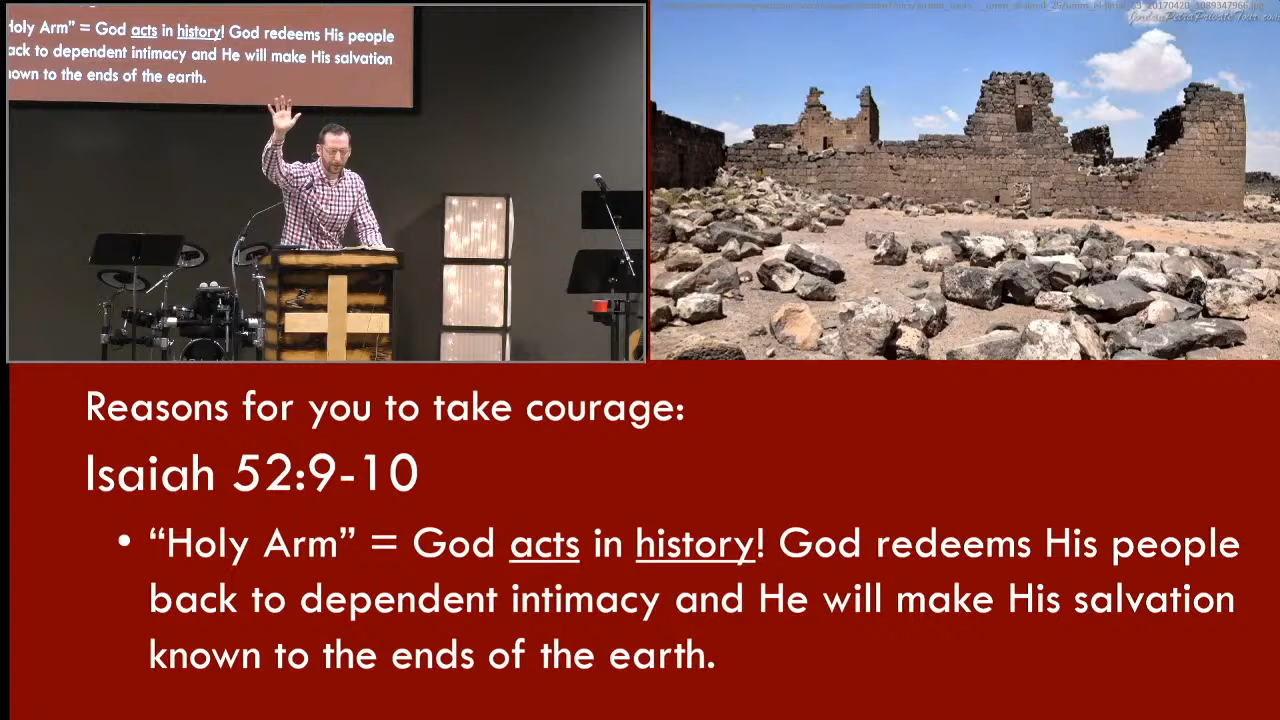 Holy Arm” = God acts in history! God redeems His people
back to dependent intimacy and He will make His salvation
known to the ends of the earth.
JordanPetraPrivateTour.com
Reasons for you to take courage:
Isaiah 52:9-10
• “Holy Arm” = God acts in history! God redeems His people
back to dependent intimacy and He will make His salvation
known to the ends of the earth.